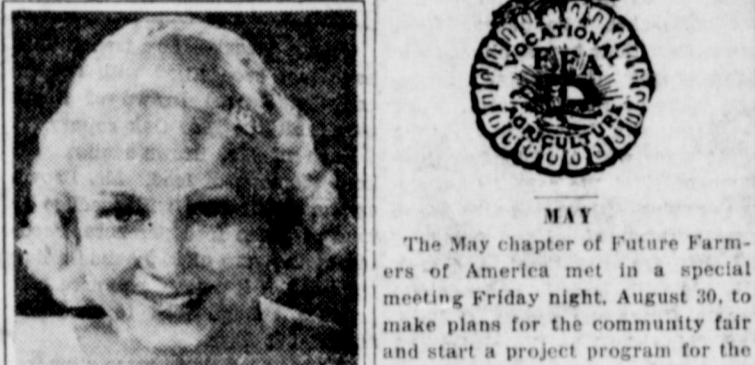 VOCATIONAL
FFA
AGRICULTURE
MAY
The May chapter of Future Farm-
ers of America met in a special
meeting Friday night, August 30, to
make plans for the community fair
and start a project program for the